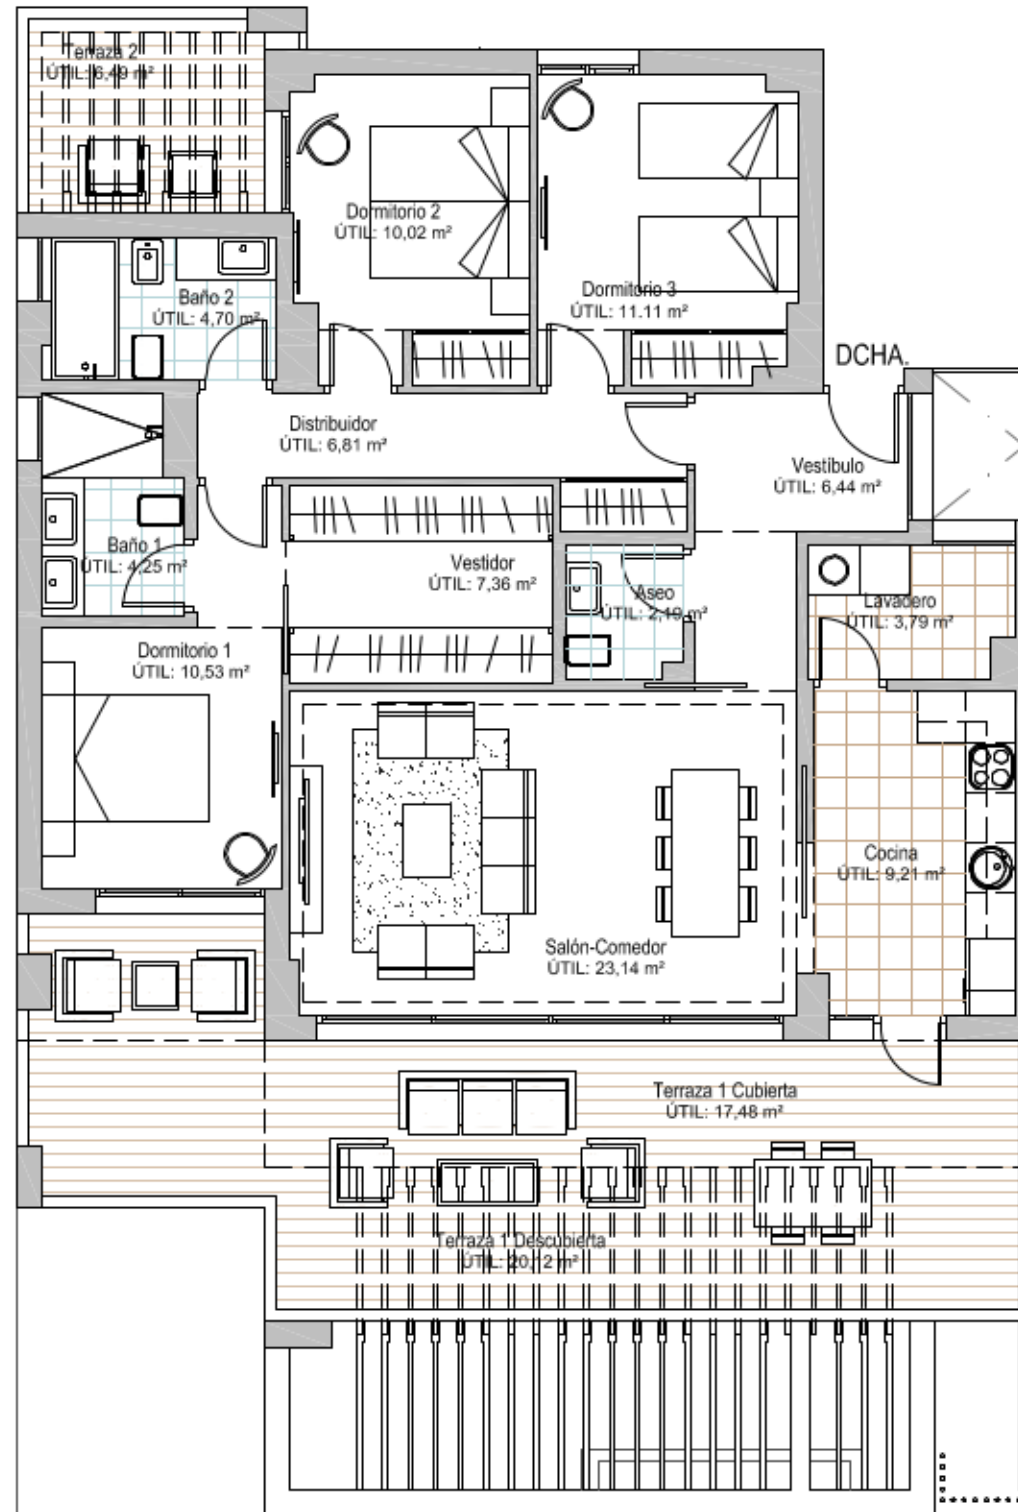 Terraza 2
ÚTIL: 6,49 m²
Dormitorio 2
ÚTIL: 10,02 m²
Dormitorio 3
ÚTIL: 11.11 m²
Baño 2
ÚTIL: 4,70 m²
DCHA.
Distribuidor
ÚTIL: 6,81 m²
Vestíbulo
ÚTIL: 6,44 m²
Baño 1
ÚTIL: 4,25 m²
Vestidor
ÚTIL: 7,36 m²
Aseo
ÚTIL: 2,19 m²
Lavadero
ÚTIL: 3,79 m²
Dormitorio 1
ÚTIL: 10,53 m²
Cocina
ÚTIL: 9,21 m²
Salón-Comedor
ÚTIL: 23,14 m²
Terraza 1 Cubierta
ÚTIL: 17,48 m²
Terraza 1 Descubierta
ÚTIL: 20,12 m²